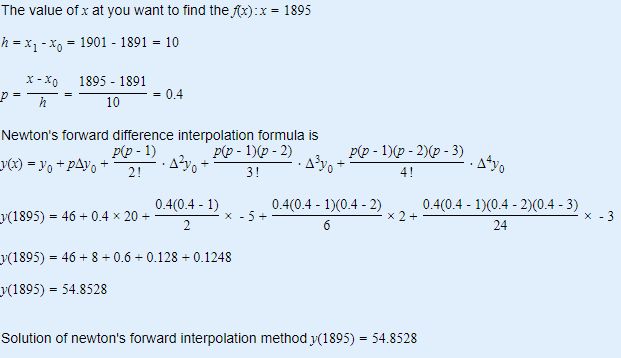 The value of x at you want to find the f(x) : x = 1895
h = x₁ - x₀ = 1901 - 1891 = 10
p = (x - x₀)/h = (1895 - 1891)/10 = 0.4
Newton's forward difference interpolation formula is
y(x) = y₀ + pΔy₀ + p(p - 1)/2! · Δ²y₀ + p(p - 1)(p - 2)/3! · Δ³y₀ + p(p - 1)(p - 2)(p - 3)/4! · Δ⁴y₀
y(1895) = 46 + 0.4 × 20 + 0.4(0.4 - 1)/2 × - 5 + 0.4(0.4 - 1)(0.4 - 2)/6 × 2 + 0.4(0.4 - 1)(0.4 - 2)(0.4 - 3)/24 × - 3
y(1895) = 46 + 8 + 0.6 + 0.128 + 0.1248
y(1895) = 54.8528
Solution of newton's forward interpolation method y(1895) = 54.8528